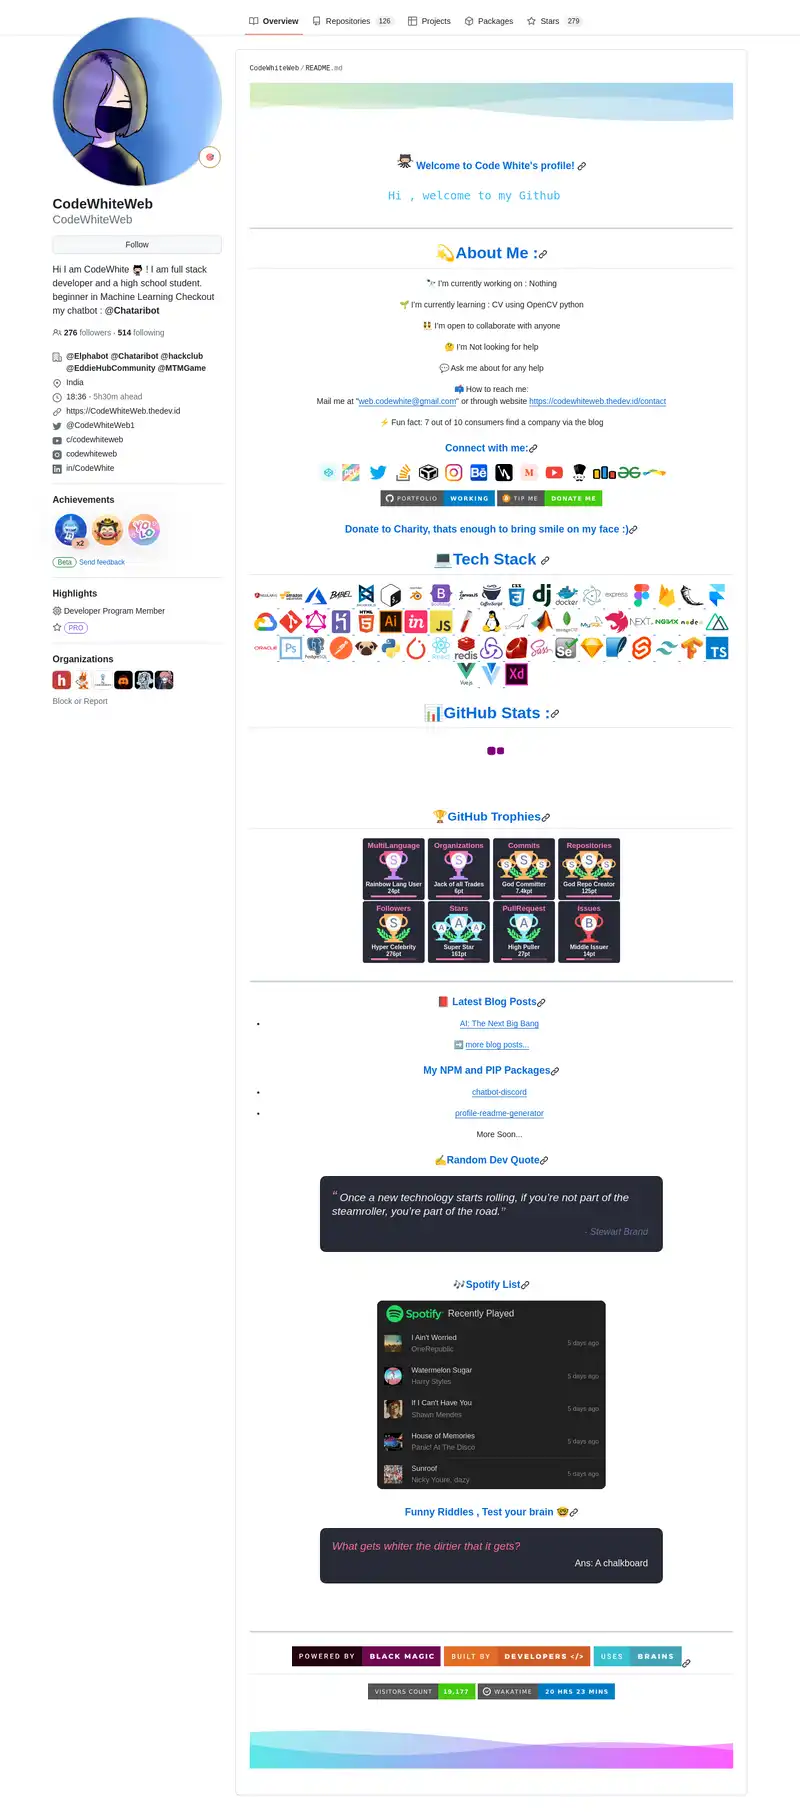 Overview
Repositories 126
Projects
Packages
Stars 279
CodeWhiteWeb / README.md
Welcome to Code White's profile!
Hi , welcome to my Github
CodeWhiteWeb
CodeWhiteWeb
Follow
Hi I am CodeWhite ! I am full stack
developer and a high school student.
beginner in Machine Learning Checkout
my chatbot : @Chataribot
276 followers · 514 following
@Elphabot @Chataribot @hackclub
@EddieHubCommunity @MTMGame
India
18:36 - 5h30m ahead
https://CodeWhiteWeb.thedev.id
@CodeWhiteWeb1
c/codewhiteweb
codewhiteweb
in/CodeWhite
Achievements
x2
YOLO
Beta Send feedback
Highlights
Developer Program Member
PRO
Organizations
Block or Report
About Me :
I'm currently working on : Nothing
I'm currently learning : CV using OpenCV python
I'm open to collaborate with anyone
I'm Not looking for help
Ask me about for any help
How to reach me:
Mail me at "web.codewhite@gmail.com" or through website https://codewhiteweb.thedev.id/contact
Fun fact: 7 out of 10 consumers find a company via the blog
Connect with me:
PORTFOLIO WORKING
TIP ME DONATE ME
Donate to Charity, thats enough to bring smile on my face :)
Tech Stack
GitHub Stats :
GitHub Trophies
MultiLanguage
S
Rainbow Lang User
24pt
Organizations
S
Jack of all Trades
6pt
Commits
S S S
God Committer
7.4kpt
Repositories
S S S
God Repo Creator
125pt
Followers
S
Hyper Celebrity
276pt
Stars
A A A
Super Star
161pt
PullRequest
A
High Puller
27pt
Issues
B
Middle Issuer
14pt
Latest Blog Posts
AI: The Next Big Bang
more blog posts...
My NPM and PIP Packages
chatbot-discord
profile-readme-generator
More Soon...
Random Dev Quote
“ Once a new technology starts rolling, if you're not part of the
steamroller, you're part of the road.”
- Stewart Brand
Spotify List
Spotify Recently Played
I Ain't Worried
OneRepublic
5 days ago
Watermelon Sugar
Harry Styles
5 days ago
If I Can't Have You
Shawn Mendes
5 days ago
House of Memories
Panic! At The Disco
5 days ago
Sunroof
Nicky Youre, dazy
5 days ago
Funny Riddles , Test your brain
What gets whiter the dirtier that it gets?
Ans: A chalkboard
POWERED BY BLACK MAGIC
BUILT BY DEVELOPERS </>
USES BRAINS
VISITORS COUNT 19,177
WAKATIME 20 HRS 23 MINS